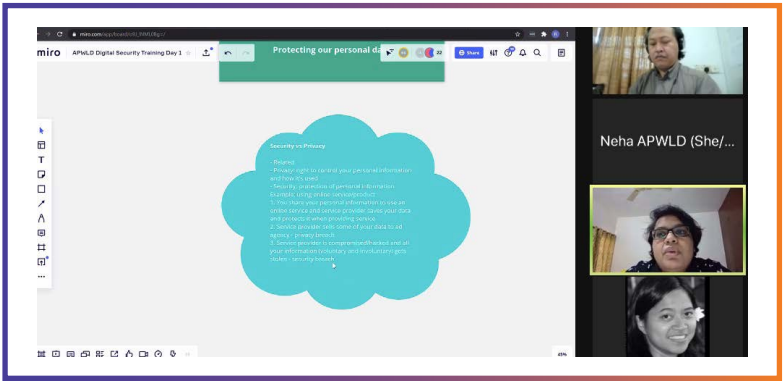 miro.com/app/board/
miro APWLD Digital Security Training Day 1 22 Share
Protecting our personal da
Security vs Privacy
- Related
- Privacy: right to control your personal information
and how it's used
- Security: protection of personal information
Example: using online service/product
1. You share your personal information to use an
online service and service provider saves your data
and protects it when providing service
2. Service provider sells some of your data to ad
agency - privacy breach
3. Service provider is compromised/hacked and all
your information (voluntary and involuntary) gets
stolen - security breach
Neha APWLD (She/...